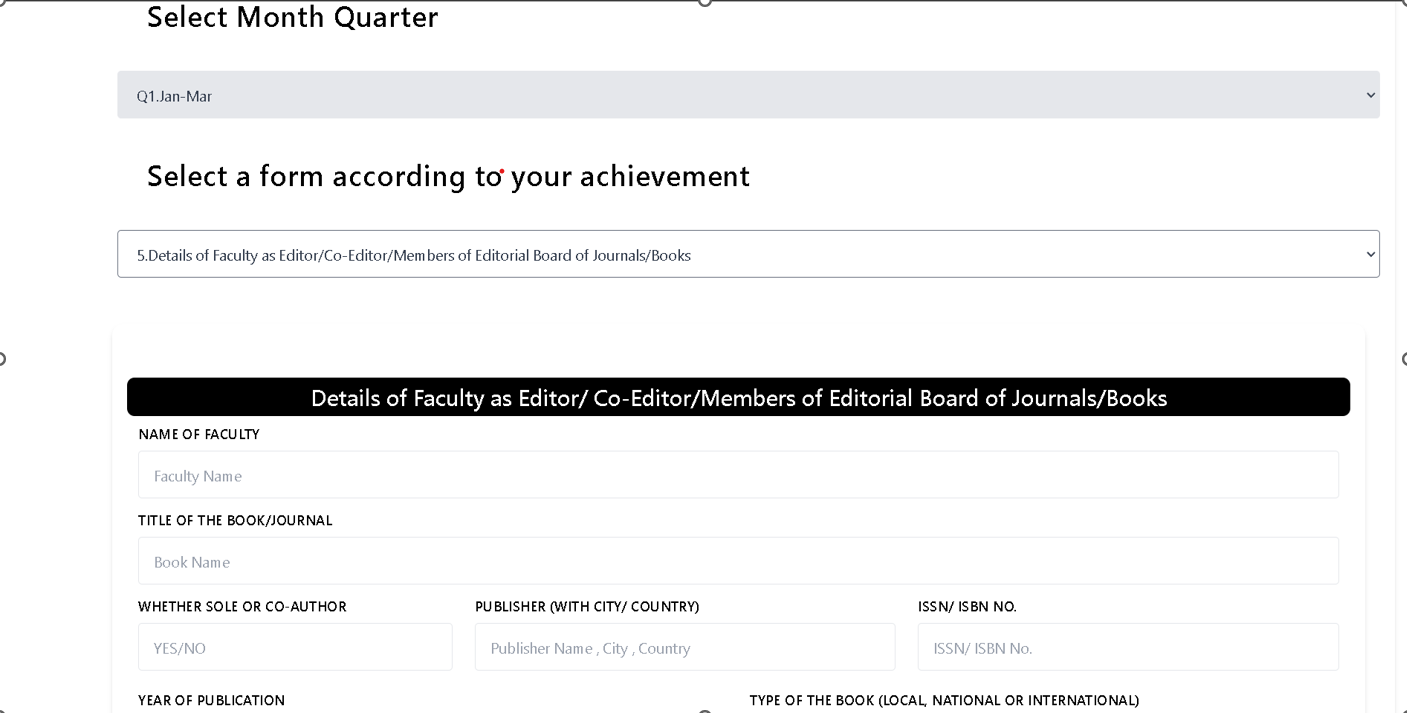 Select Month Quarter
Q1.Jan-Mar
Select a form according to your achievement
5.Details of Faculty as Editor/Co-Editor/Members of Editorial Board of Journals/Books
Details of Faculty as Editor/ Co-Editor/Members of Editorial Board of Journals/Books
NAME OF FACULTY
Faculty Name
TITLE OF THE BOOK/JOURNAL
Book Name
WHETHER SOLE OR CO-AUTHOR PUBLISHER (WITH CITY/ COUNTRY) ISSN/ ISBN NO.
YES/NO Publisher Name , City , Country ISSN/ ISBN No.
YEAR OF PUBLICATION TYPE OF THE BOOK (LOCAL, NATIONAL OR INTERNATIONAL)